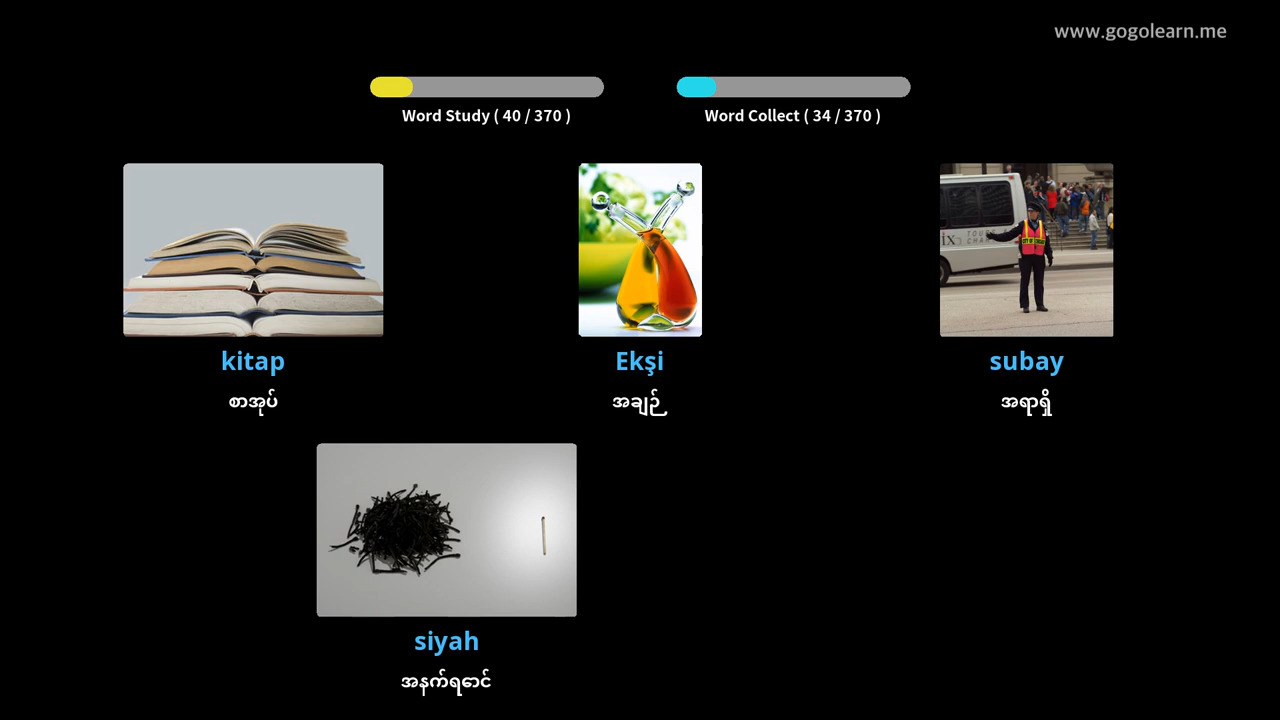 www.gogolearn.me
Word Study ( 40 / 370 )
Word Collect ( 34 / 370 )
kitap
Ekşi
subay
စာအုပ်
အချဉ်
အရာရှိ
siyah
အနက်ရောင်